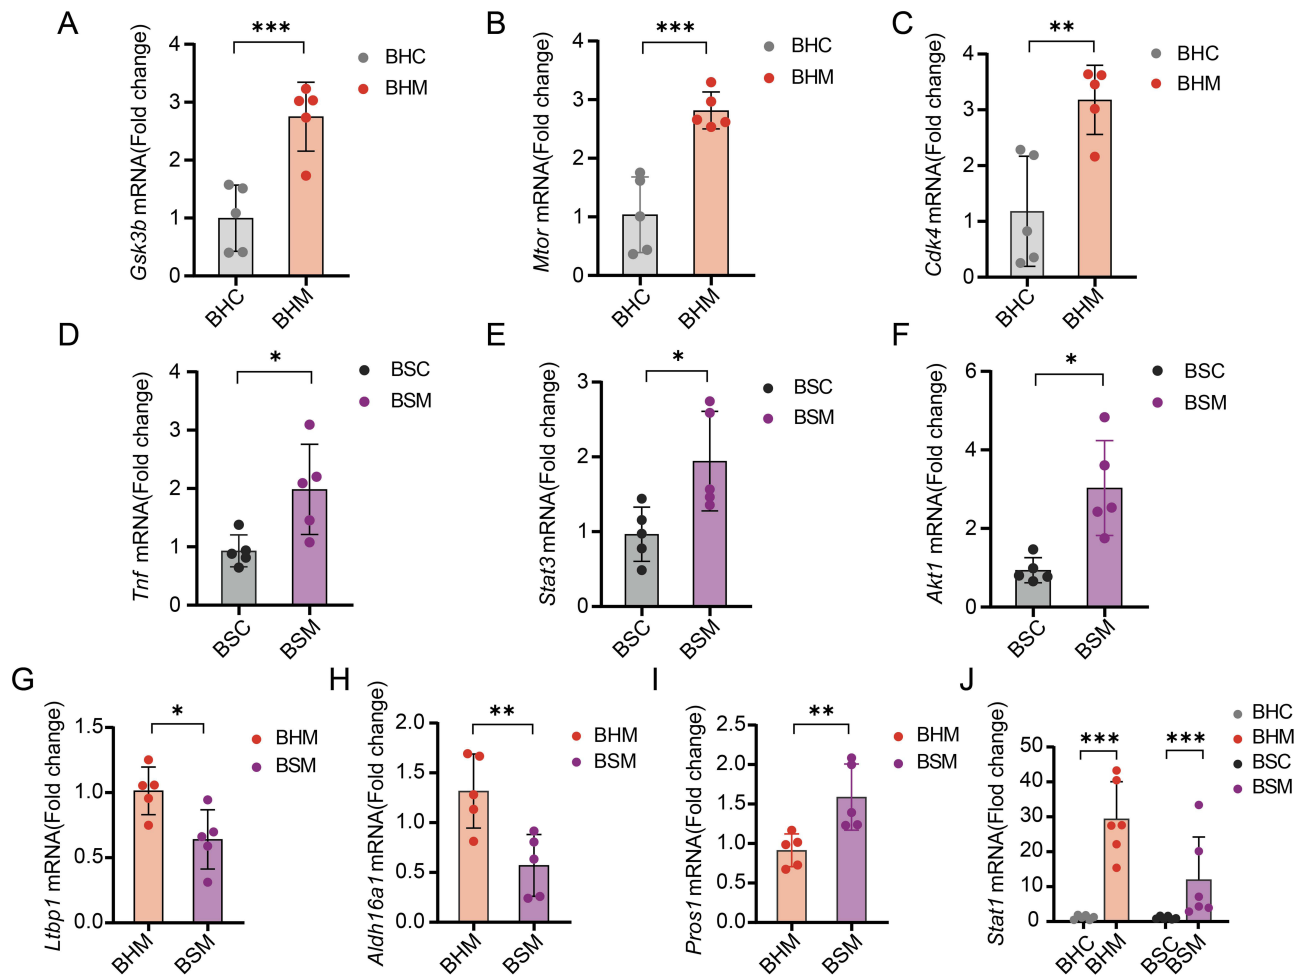 A
Gsk3b mRNA(Fold change)
4
3
2
1
0
***
BHC
BHM
BHC
BHM
B
Mtor mRNA(Fold change)
4
3
2
1
0
***
BHC
BHM
BHC
BHM
C
Cdk4 mRNA(Fold change)
4
3
2
1
0
**
BHC
BHM
BHC
BHM
D
Tnf mRNA(Fold change)
4
3
2
1
0
*
BSC
BSM
BSC
BSM
E
Stat3 mRNA(Fold change)
3
2
1
0
*
BSC
BSM
BSC
BSM
F
Akt1 mRNA(Fold change)
6
4
2
0
*
BSC
BSM
BSC
BSM
G
Ltbp1 mRNA(Fold change)
1.5
1.0
0.5
0.0
*
BHM
BSM
BHM
BSM
H
Aldh16a1 mRNA(Fold change)
2.0
1.5
1.0
0.5
0.0
**
BHM
BSM
BHM
BSM
I
Pros1 mRNA(Fold change)
2.5
2.0
1.5
1.0
0.5
0.0
**
BHM
BSM
BHM
BSM
J
Stat1 mRNA(Flod change)
50
40
30
20
10
0
***
***
BHC
BHM
BSC
BSM
BHC
BHM
BSC
BSM